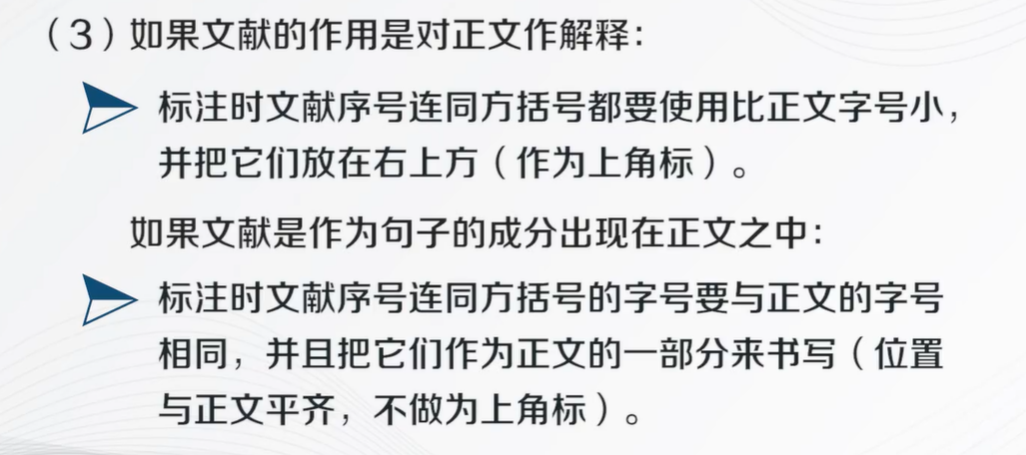 （3）如果文献的作用是对正文作解释：
标注时文献序号连同方括号都要使用比正文字号小，
并把它们放在右上方（作为上角标）。
如果文献是作为句子的成分出现在正文之中：
标注时文献序号连同方括号的字号要与正文的字号
相同，并且把它们作为正文的一部分来书写（位置
与正文平齐，不做为上角标）。